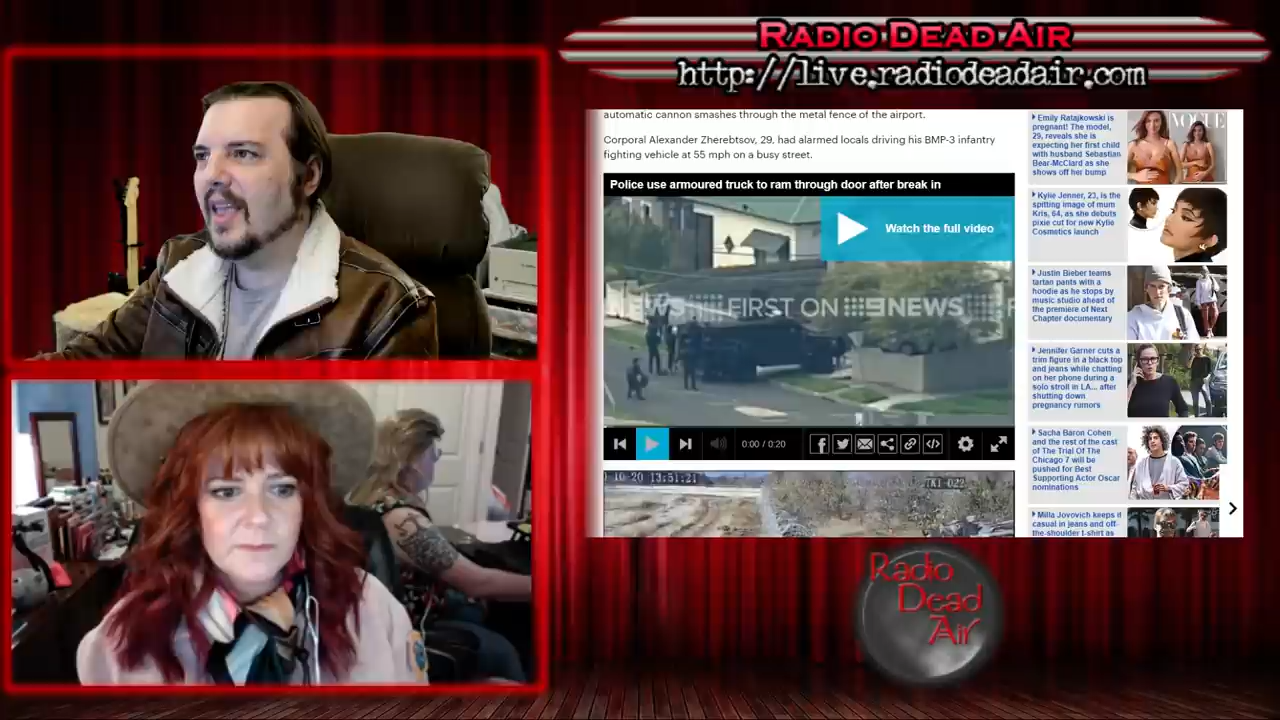 RADIO DEAD AIR
http://live.radiodeadair.com
automatic cannon smashes through the metal fence of the airport.
Corporal Alexander Zherebtsov, 29, had alarmed locals driving his BMP-3 infantry
fighting vehicle at 55 mph on a busy street.
Police use armoured truck to ram through door after break in
Watch the full video
NEWS FIRST ON 9NEWS
0:00 / 0:20
10-20 13:51:21
TKT-022
Emily Ratajkowski is
pregnant! The model,
29, reveals she is
expecting her first child
with husband Sebastian
Bear-McClard as she
shows off her bump
VOGUE
Kylie Jenner, 23, is the
spitting image of mum
Kris, 64, as she debuts
pixie cut for new Kylie
Cosmetics launch
Justin Bieber teams
tartan pants with a
hoodie as he stops by
music studio ahead of
the premiere of Next
Chapter documentary
Jennifer Garner cuts a
trim figure in a black top
and jeans while chatting
on her phone during a
solo stroll in LA... after
shutting down
pregnancy rumors
Sacha Baron Cohen
and the rest of the cast
of The Trial Of The
Chicago 7 will be
pushed for Best
Supporting Actor Oscar
nominations
Milla Jovovich keeps it
casual in jeans and off-
the-shoulder t-shirt as
Radio
Dead
Air